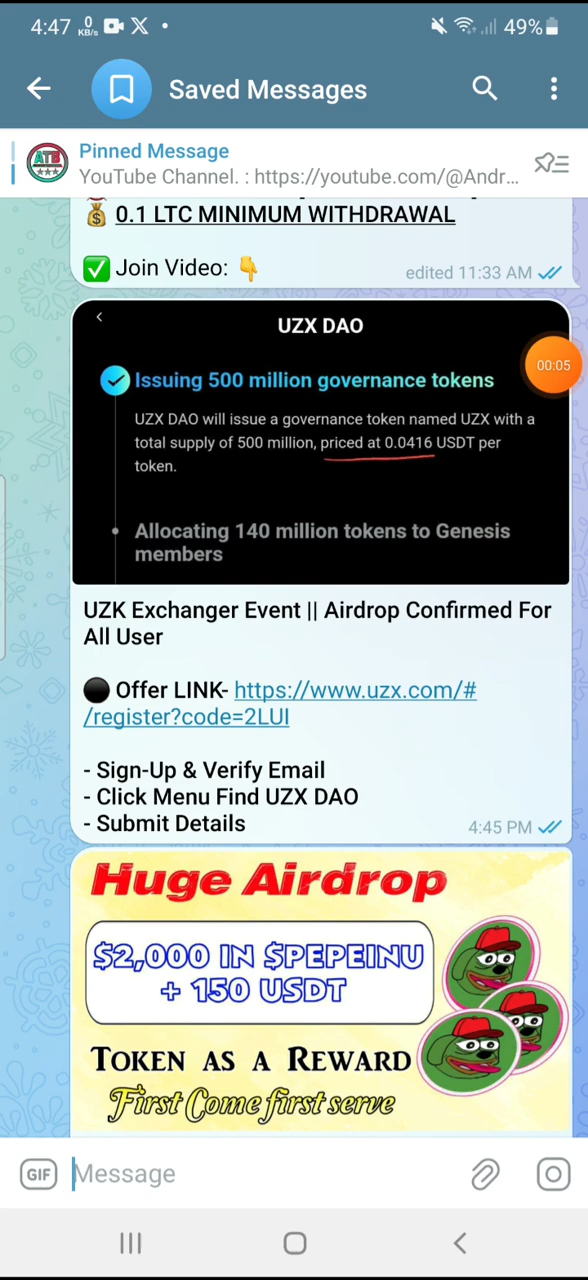 4:47 0 KB/s 49%
Saved Messages
ATB
Pinned Message
YouTube Channel. : https://youtube.com/@Andr...
0.1 LTC MINIMUM WITHDRAWAL
Join Video:
edited 11:33 AM
UZX DAO
00:05
Issuing 500 million governance tokens
UZX DAO will issue a governance token named UZX with a
total supply of 500 million, priced at 0.0416 USDT per
token.
Allocating 140 million tokens to Genesis
members
UZK Exchanger Event || Airdrop Confirmed For
All User
Offer LINK- https://www.uzx.com/#
/register?code=2LUI
- Sign-Up & Verify Email
- Click Menu Find UZX DAO
- Submit Details
4:45 PM
Huge Airdrop
$2,000 IN $PEPEINU
+ 150 USDT
TOKEN AS A REWARD
First Come first serve
GIF Message